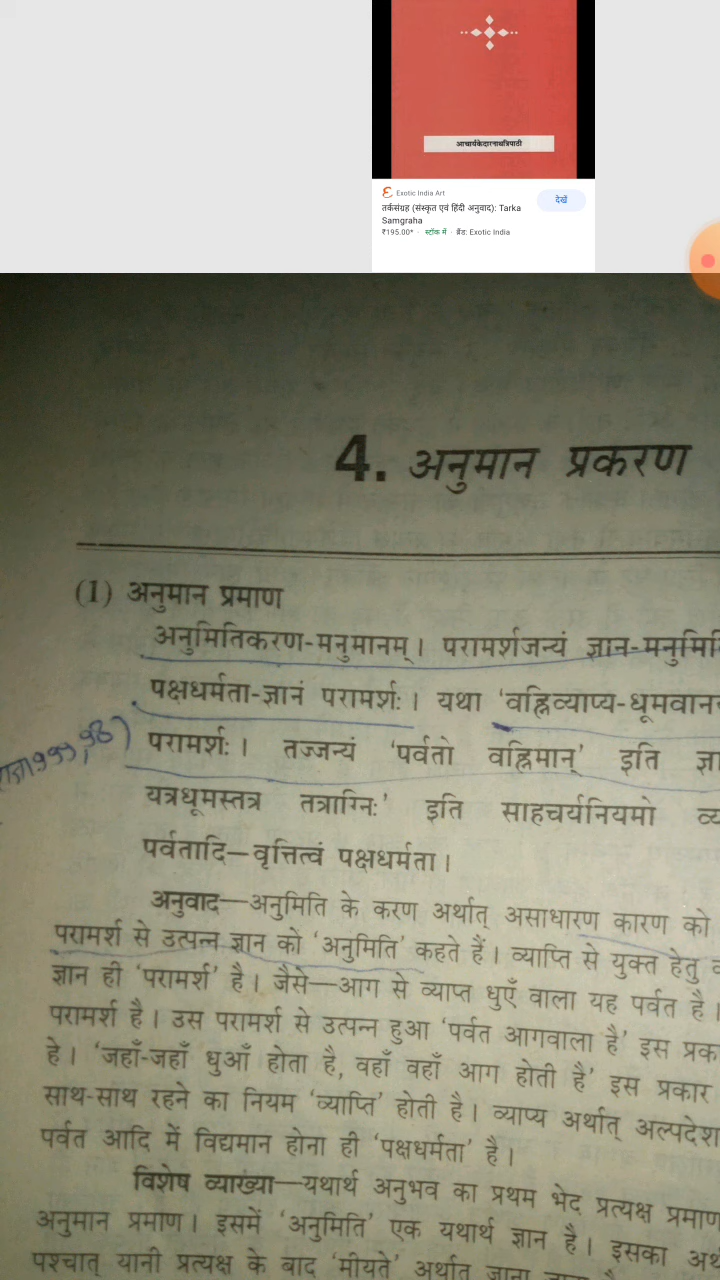 आचार्यकेदारनाथत्रिपाठी
Exotic India Art
देखें
तर्कसंग्रह (संस्कृत एवं हिंदी अनुवाद): Tarka
Samgraha
₹195.00* · स्टॉक में · ब्रैंड: Exotic India
4. अनुमान प्रकरण
(1) अनुमान प्रमाण
अनुमितिकरण-मनुमानम्। परामर्शजन्यं ज्ञान-मनुमिति
पक्षधर्मता-ज्ञानं परामर्शः। यथा 'वह्निव्याप्य-धूमवान
परामर्शः। तज्जन्यं 'पर्वतो वह्निमान्' इति ज्ञा
यत्रधूमस्तत्र तत्राग्निः' इति साहचर्यनियमो व्य
पर्वतादि–वृत्तित्वं पक्षधर्मता।
अनुवाद—अनुमिति के करण अर्थात् असाधारण कारण को
परामर्श से उत्पन्न ज्ञान को 'अनुमिति' कहते हैं। व्याप्ति से युक्त हेतु
ज्ञान ही 'परामर्श' है। जैसे—आग से व्याप्त धुएँ वाला यह पर्वत है।
परामर्श है। उस परामर्श से उत्पन्न हुआ 'पर्वत आगवाला है' इस प्रक
हे। 'जहाँ-जहाँ धुआँ होता है, वहाँ वहाँ आग होती है' इस प्रकार
साथ-साथ रहने का नियम 'व्याप्ति' होती है। व्याप्य अर्थात् अल्पदेश
पर्वत आदि में विद्यमान होना ही 'पक्षधर्मता' है।
विशेष व्याख्या—यथार्थ अनुभव का प्रथम भेद प्रत्यक्ष प्रमाण
अनुमान प्रमाण। इसमें 'अनुमिति' एक यथार्थ ज्ञान है। इसका अर्थ
पश्चात् यानी प्रत्यक्ष के बाद 'मीयते' अर्थात् जाना